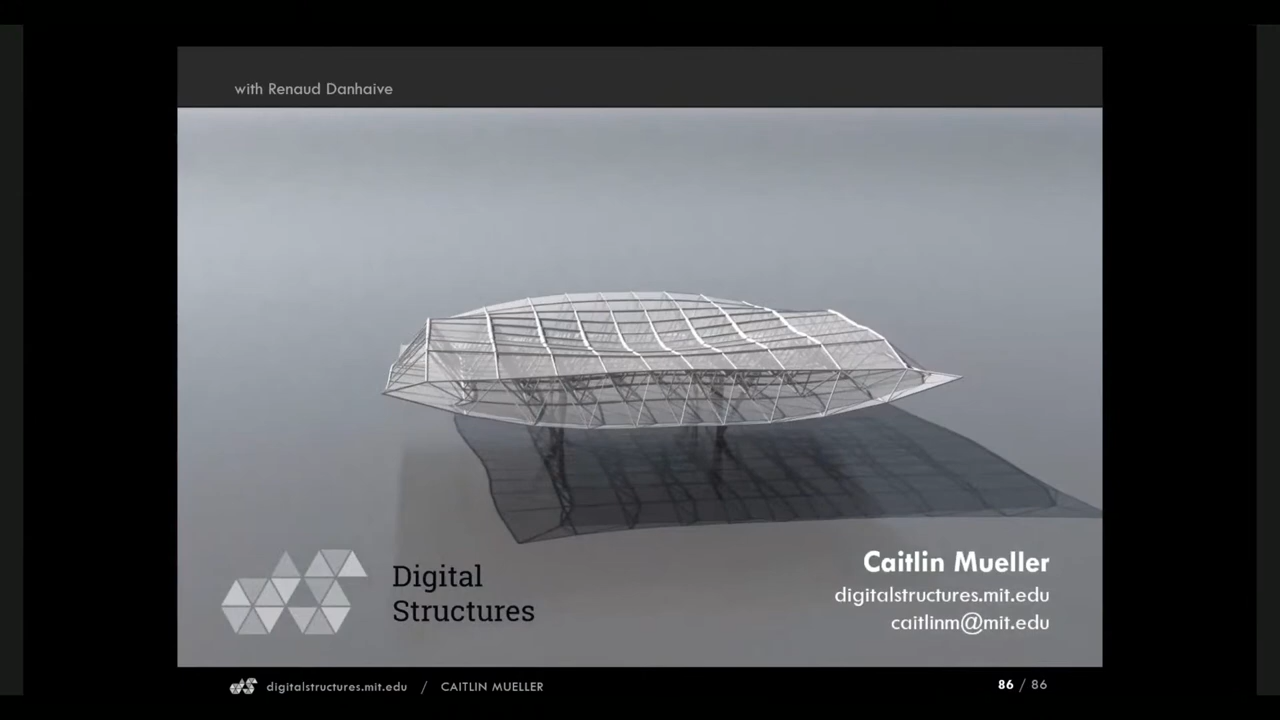 with Renaud Danhaive
Digital
Structures
Caitlin Mueller
digitalstructures.mit.edu
caitlinm@mit.edu
digitalstructures.mit.edu / CAITLIN MUELLER
86 / 86